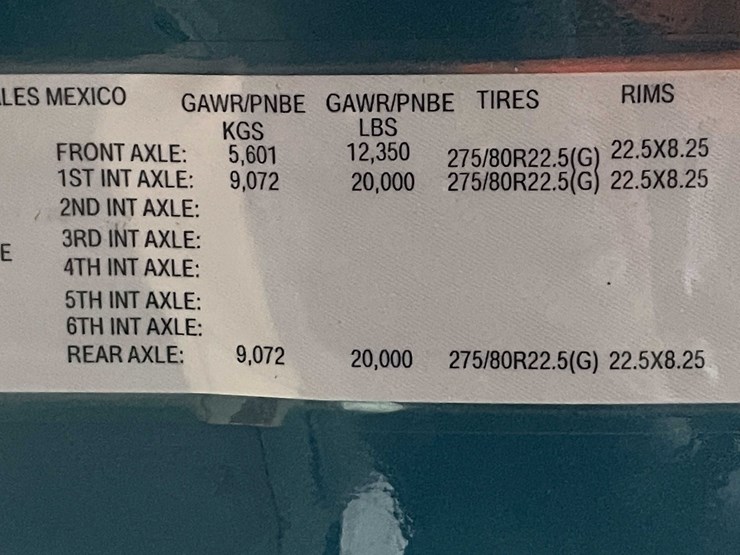 LES MEXICO GAWR/PNBE GAWR/PNBE TIRES RIMS
KGS LBS
FRONT AXLE: 5,601 12,350 275/80R22.5(G) 22.5X8.25
1ST INT AXLE: 9,072 20,000 275/80R22.5(G) 22.5X8.25
2ND INT AXLE:
3RD INT AXLE:
E 4TH INT AXLE:
5TH INT AXLE:
6TH INT AXLE:
REAR AXLE: 9,072 20,000 275/80R22.5(G) 22.5X8.25